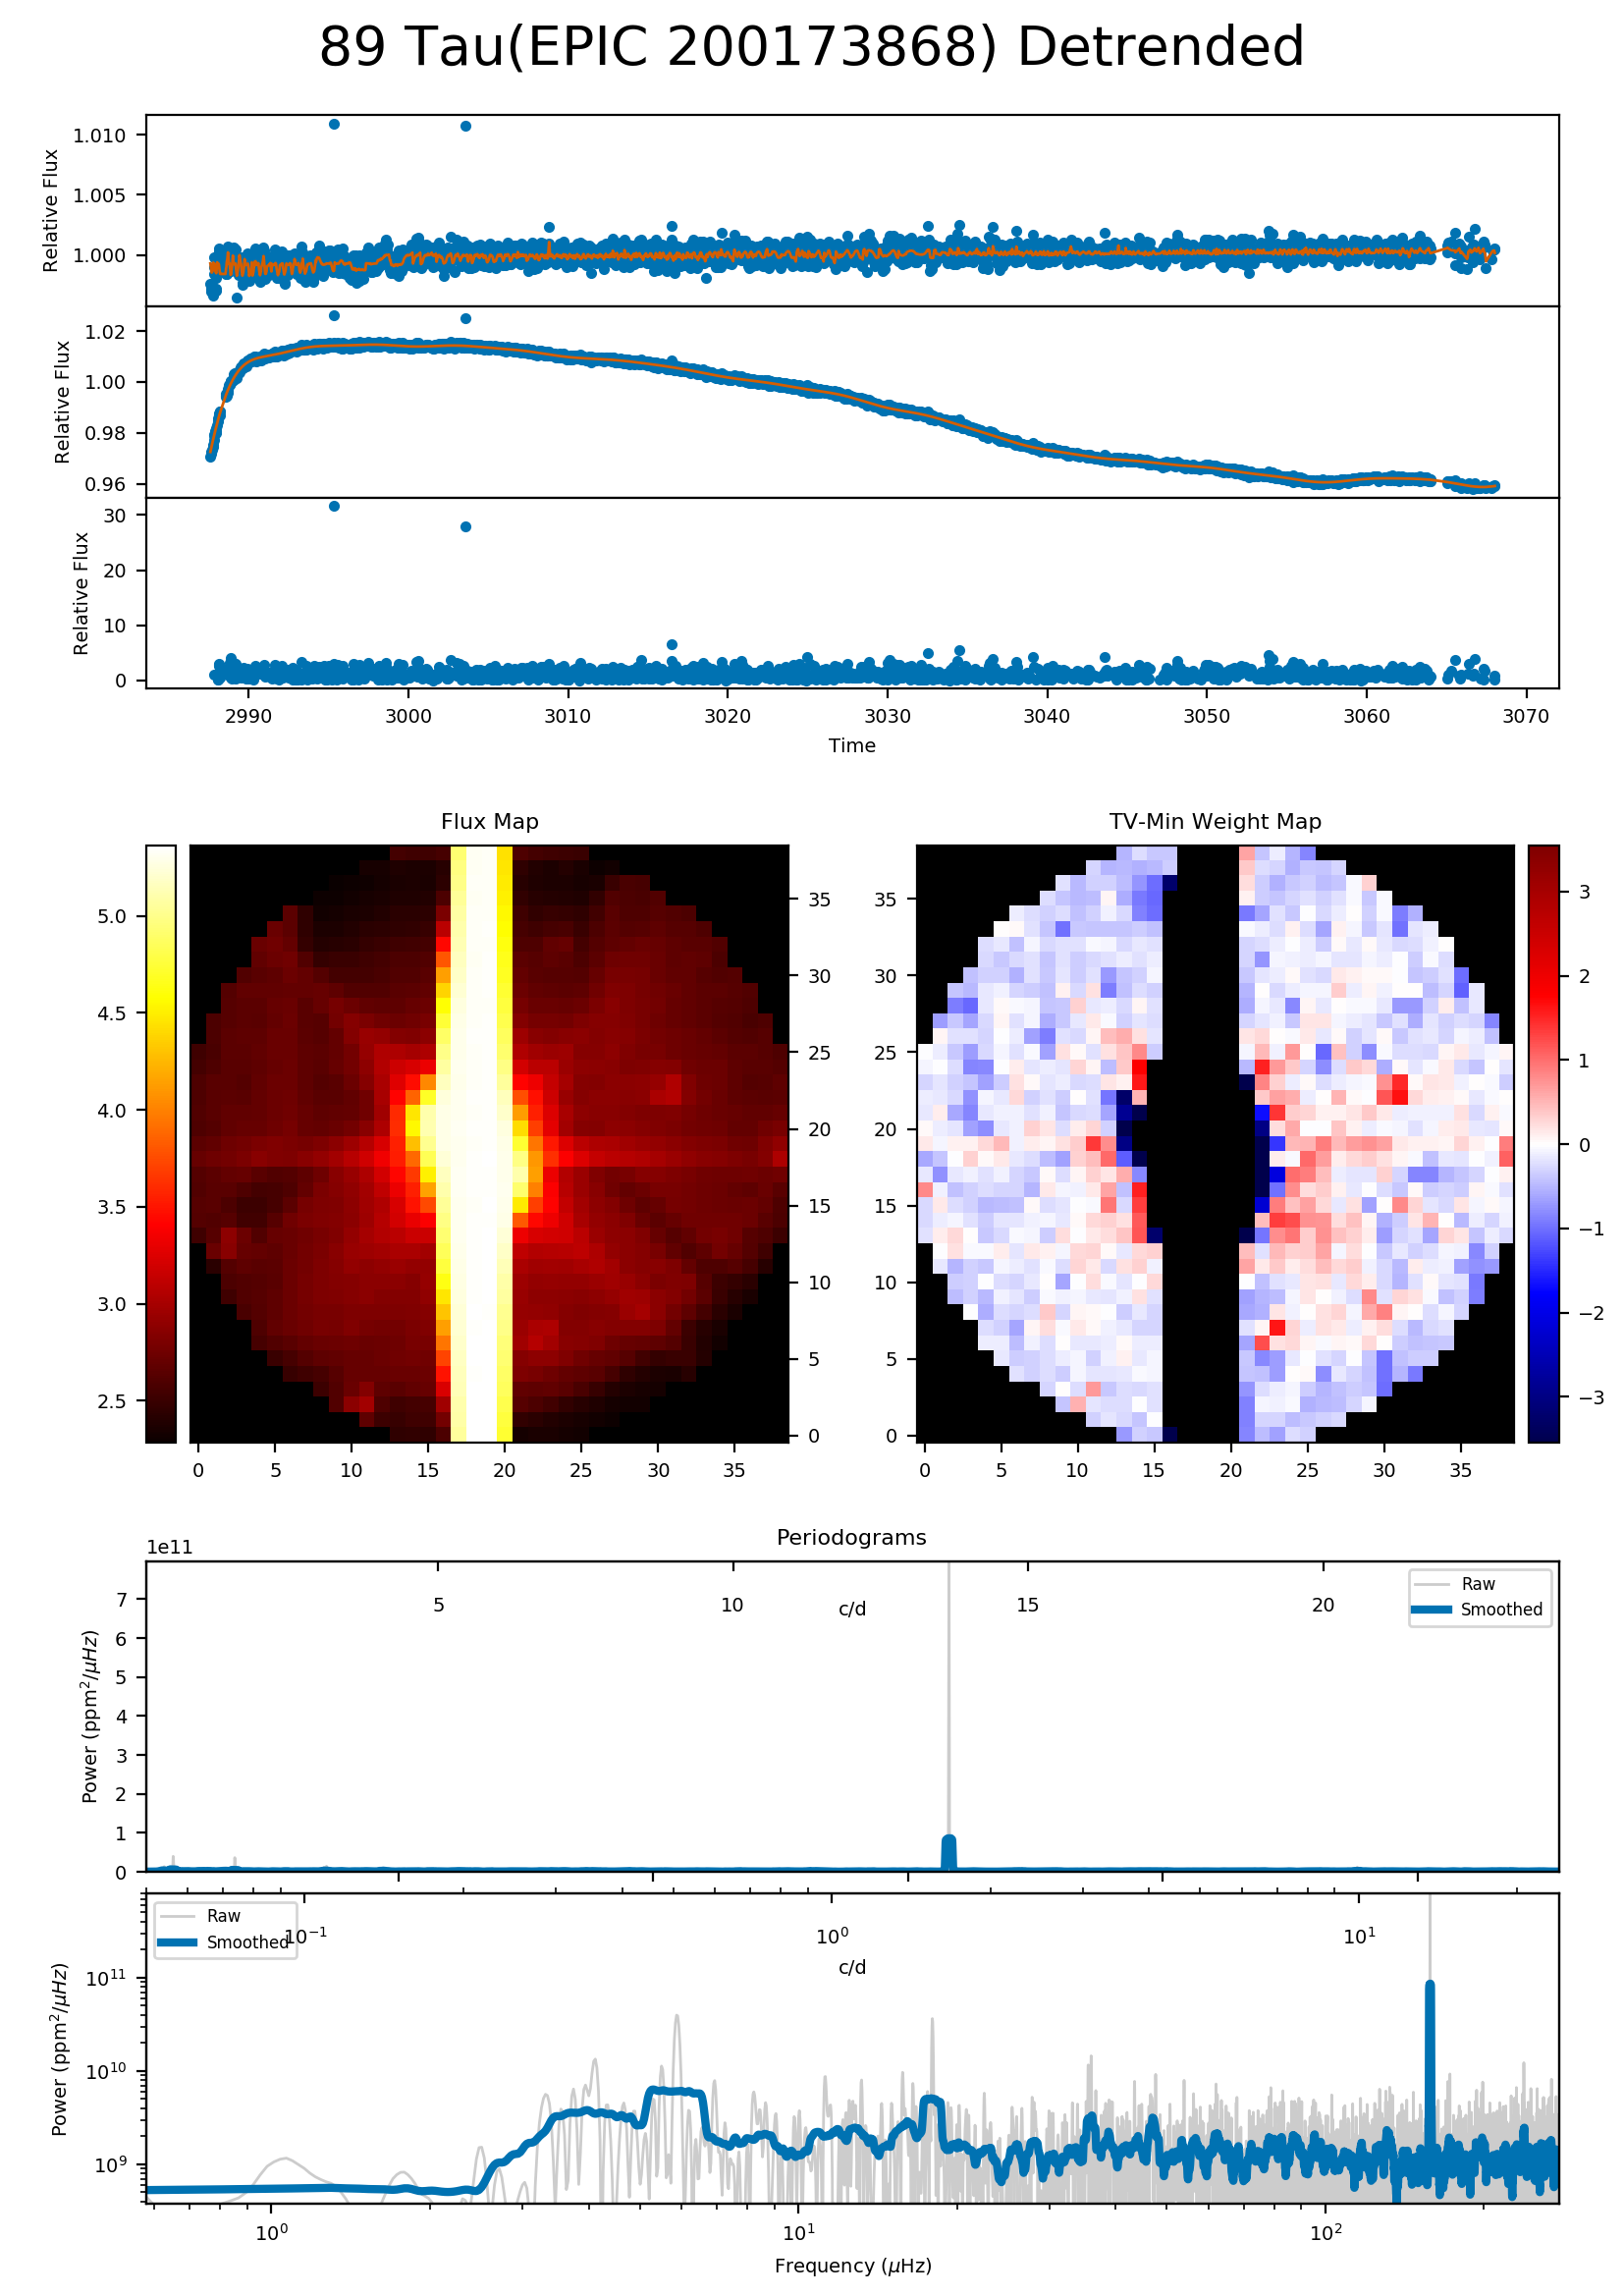 89 Tau(EPIC 200173868) Detrended
Relative Flux
1.010
1.005
1.000
Relative Flux
1.02
1.00
0.98
0.96
Relative Flux
30
20
10
0
2990 3000 3010 3020 3030 3040 3050 3060 3070
Time
Flux Map
5.0
4.5
4.0
3.5
3.0
2.5
35
30
25
20
15
10
5
0
0 5 10 15 20 25 30 35
TV-Min Weight Map
35
30
25
20
15
10
5
0
0 5 10 15 20 25 30 35
3
2
1
0
−1
−2
−3
Periodograms
1e11
Power (ppm²/μHz)
7
6
5
4
3
2
1
0
5 10 15 20
c/d
Raw
Smoothed
Power (ppm²/μHz)
10¹¹
10¹⁰
10⁹
Raw
Smoothed
10⁻¹ 10⁰ 10¹
c/d
10⁰ 10¹ 10²
Frequency (μHz)